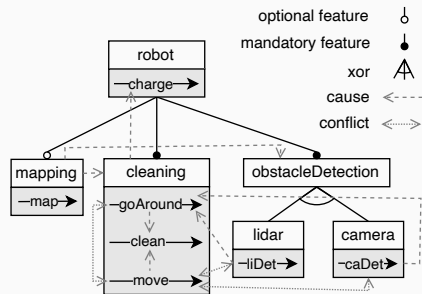 optional feature
mandatory feature
xor
cause
conflict
robot
charge
mapping
map
cleaning
goAround
clean
move
obstacleDetection
lidar
liDet
camera
caDet